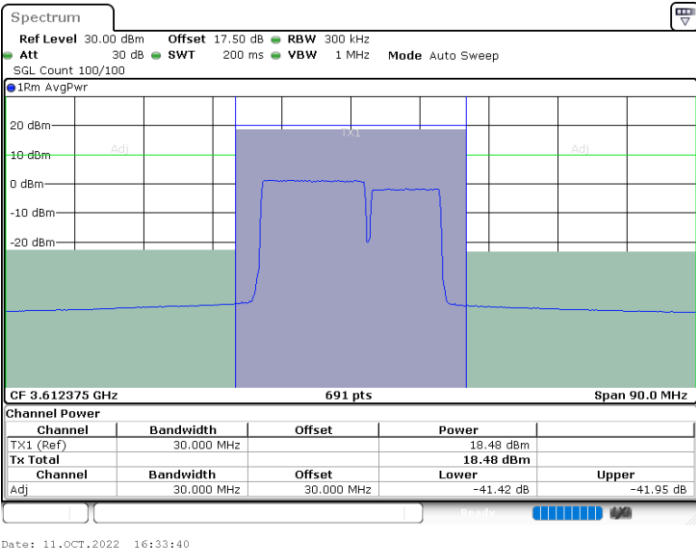 Spectrum
Ref Level 30.00 dBm Offset 17.50 dB RBW 300 kHz
Att 30 dB SWT 200 ms VBW 1 MHz Mode Auto Sweep
SGL Count 100/100
1Rm AvgPwr
20 dBm
TX1
10 dBm Adj Adj
0 dBm
-10 dBm
-20 dBm
CF 3.612375 GHz 691 pts Span 90.0 MHz
Channel Power
Channel Bandwidth Offset Power
TX1 (Ref) 30.000 MHz 18.48 dBm
Tx Total 18.48 dBm
Channel Bandwidth Offset Lower Upper
Adj 30.000 MHz 30.000 MHz -41.42 dB -41.95 dB
Ready
Date: 11.OCT.2022 16:33:40